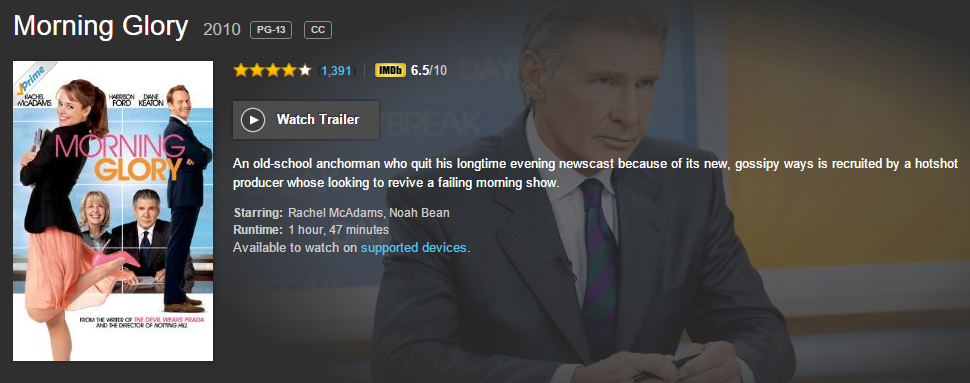 Morning Glory 2010 PG-13 CC
Prime
RACHEL McADAMS HARRISON FORD DIANE KEATON
MORNING
GLORY
FROM THE WRITER OF THE DEVIL WEARS PRADA
AND THE DIRECTOR OF NOTTING HILL
(1,391) IMDb 6.5/10
Watch Trailer
BREAK
An old-school anchorman who quit his longtime evening newscast because of its new, gossipy ways is recruited by a hotshot
producer whose looking to revive a failing morning show.
Starring: Rachel McAdams, Noah Bean
Runtime: 1 hour, 47 minutes
Available to watch on supported devices.